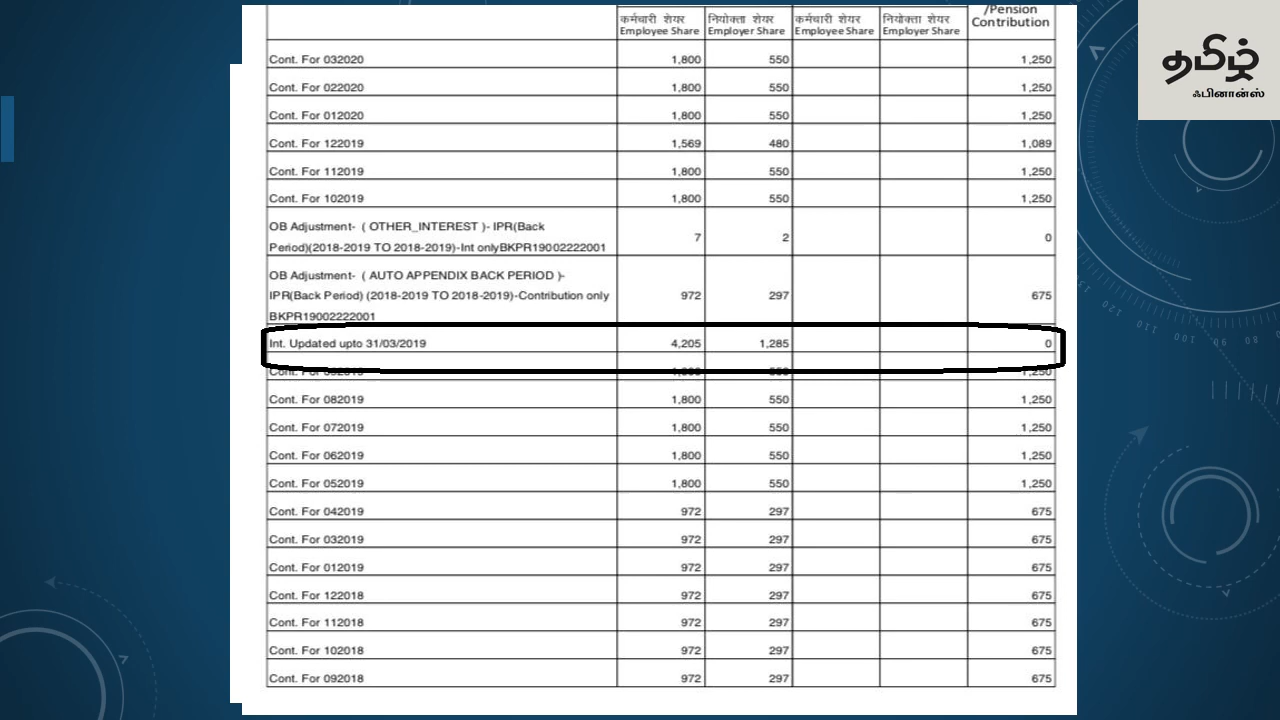 /Pension
Contribution
कर्मचारी शेयर नियोक्ता शेयर कर्मचारी शेयर नियोक्ता शेयर
Employee Share Employer Share Employee Share Employer Share
தமிழ்
ஃபினான்ஸ்
Cont. For 032020 1,800 550 1,250
Cont. For 022020 1,800 550 1,250
Cont. For 012020 1,800 550 1,250
Cont. For 122019 1,569 480 1,089
Cont. For 112019 1,800 550 1,250
Cont. For 102019 1,800 550 1,250
OB Adjustment- ( OTHER_INTEREST )- IPR(Back
Period)(2018-2019 TO 2018-2019)-Int onlyBKPR19002222001 7 2 0
OB Adjustment- ( AUTO APPENDIX BACK PERIOD )-
IPR(Back Period) (2018-2019 TO 2018-2019)-Contribution only 972 297 675
BKPR19002222001
Int. Updated upto 31/03/2019 4,205 1,285 0
Cont. For 1,250
Cont. For 082019 1,800 550 1,250
Cont. For 072019 1,800 550 1,250
Cont. For 062019 1,800 550 1,250
Cont. For 052019 1,800 550 1,250
Cont. For 042019 972 297 675
Cont. For 032019 972 297 675
Cont. For 012019 972 297 675
Cont. For 122018 972 297 675
Cont. For 112018 972 297 675
Cont. For 102018 972 297 675
Cont. For 092018 972 297 675